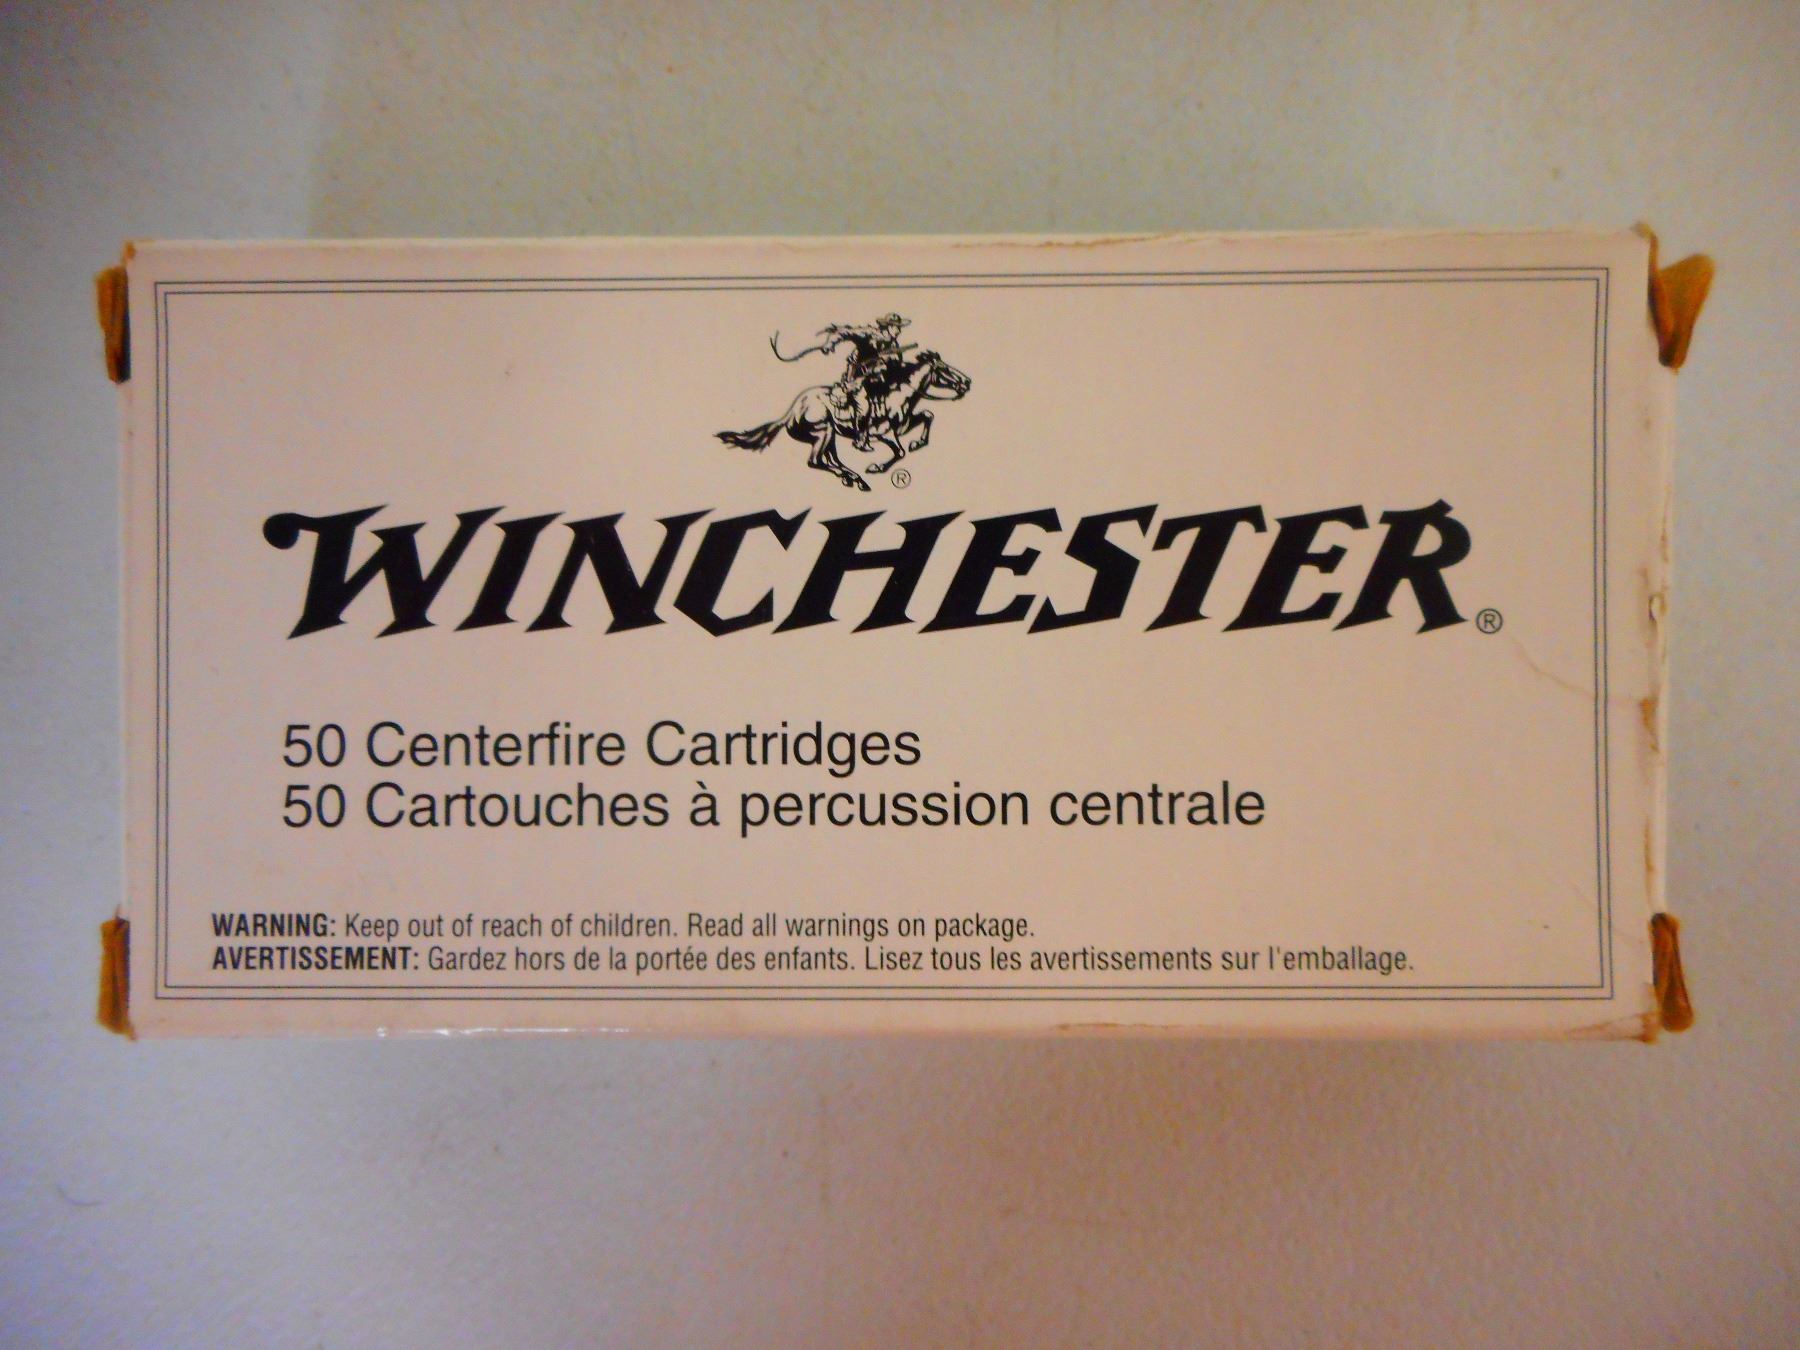 ®
WINCHESTER®
50 Centerfire Cartridges
50 Cartouches à percussion centrale
WARNING: Keep out of reach of children. Read all warnings on package.
AVERTISSEMENT: Gardez hors de la portée des enfants. Lisez tous les avertissements sur l'emballage.